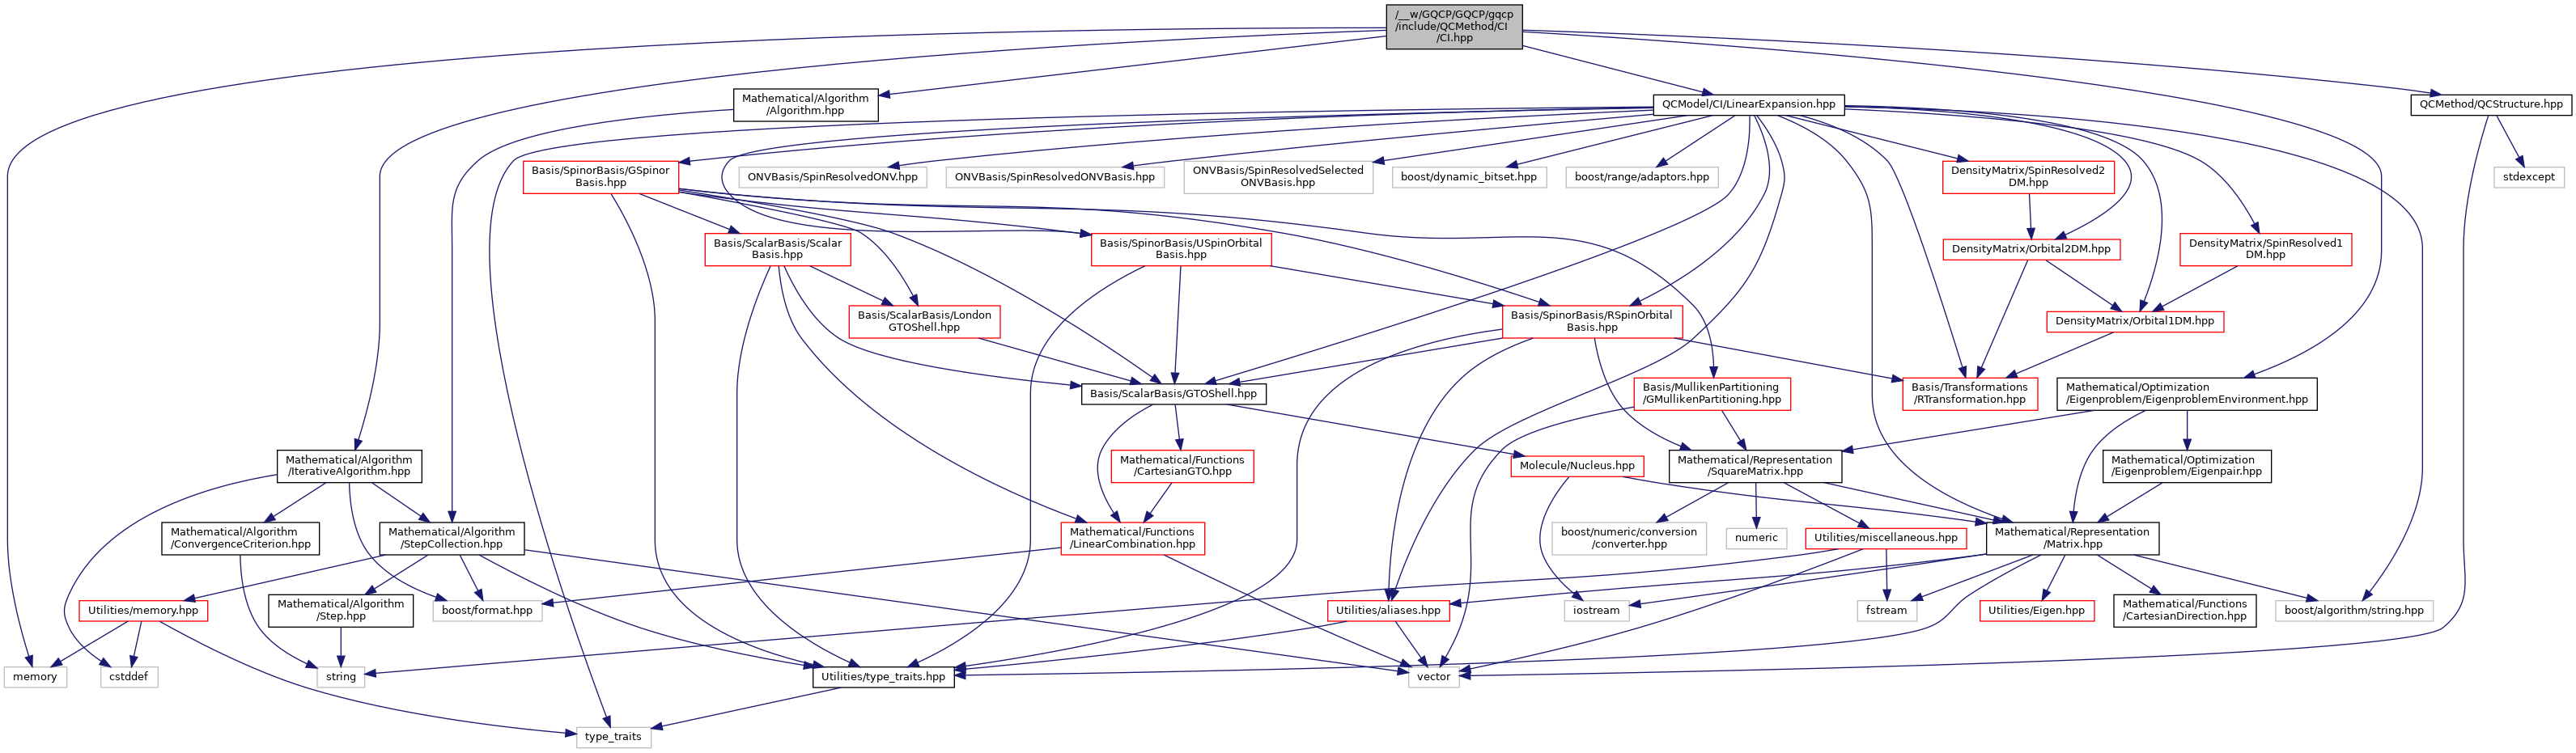 /__w/GQCP/GQCP/gqcp
/include/QCMethod/CI
/CI.hpp
Mathematical/Algorithm
/Algorithm.hpp
QCModel/CI/LinearExpansion.hpp
QCMethod/QCStructure.hpp
Basis/SpinorBasis/GSpinor
Basis.hpp
ONVBasis/SpinResolvedONV.hpp
ONVBasis/SpinResolvedONVBasis.hpp
ONVBasis/SpinResolvedSelected
ONVBasis.hpp
boost/dynamic_bitset.hpp
boost/range/adaptors.hpp
DensityMatrix/SpinResolved2
DM.hpp
stdexcept
Basis/ScalarBasis/Scalar
Basis.hpp
Basis/SpinorBasis/USpinOrbital
Basis.hpp
DensityMatrix/Orbital2DM.hpp
DensityMatrix/SpinResolved1
DM.hpp
Basis/ScalarBasis/London
GTOShell.hpp
Basis/SpinorBasis/RSpinOrbital
Basis.hpp
DensityMatrix/Orbital1DM.hpp
Basis/ScalarBasis/GTOShell.hpp
Basis/MullikenPartitioning
/GMullikenPartitioning.hpp
Basis/Transformations
/RTransformation.hpp
Mathematical/Optimization
/Eigenproblem/EigenproblemEnvironment.hpp
Mathematical/Algorithm
/IterativeAlgorithm.hpp
Mathematical/Functions
/CartesianGTO.hpp
Molecule/Nucleus.hpp
Mathematical/Representation
/SquareMatrix.hpp
Mathematical/Optimization
/Eigenproblem/Eigenpair.hpp
Mathematical/Algorithm
/ConvergenceCriterion.hpp
Mathematical/Algorithm
/StepCollection.hpp
Mathematical/Functions
/LinearCombination.hpp
boost/numeric/conversion
/converter.hpp
numeric
Utilities/miscellaneous.hpp
Mathematical/Representation
/Matrix.hpp
Utilities/memory.hpp
Mathematical/Algorithm
/Step.hpp
boost/format.hpp
Utilities/aliases.hpp
iostream
fstream
Utilities/Eigen.hpp
Mathematical/Functions
/CartesianDirection.hpp
boost/algorithm/string.hpp
memory
cstddef
string
Utilities/type_traits.hpp
vector
type_traits